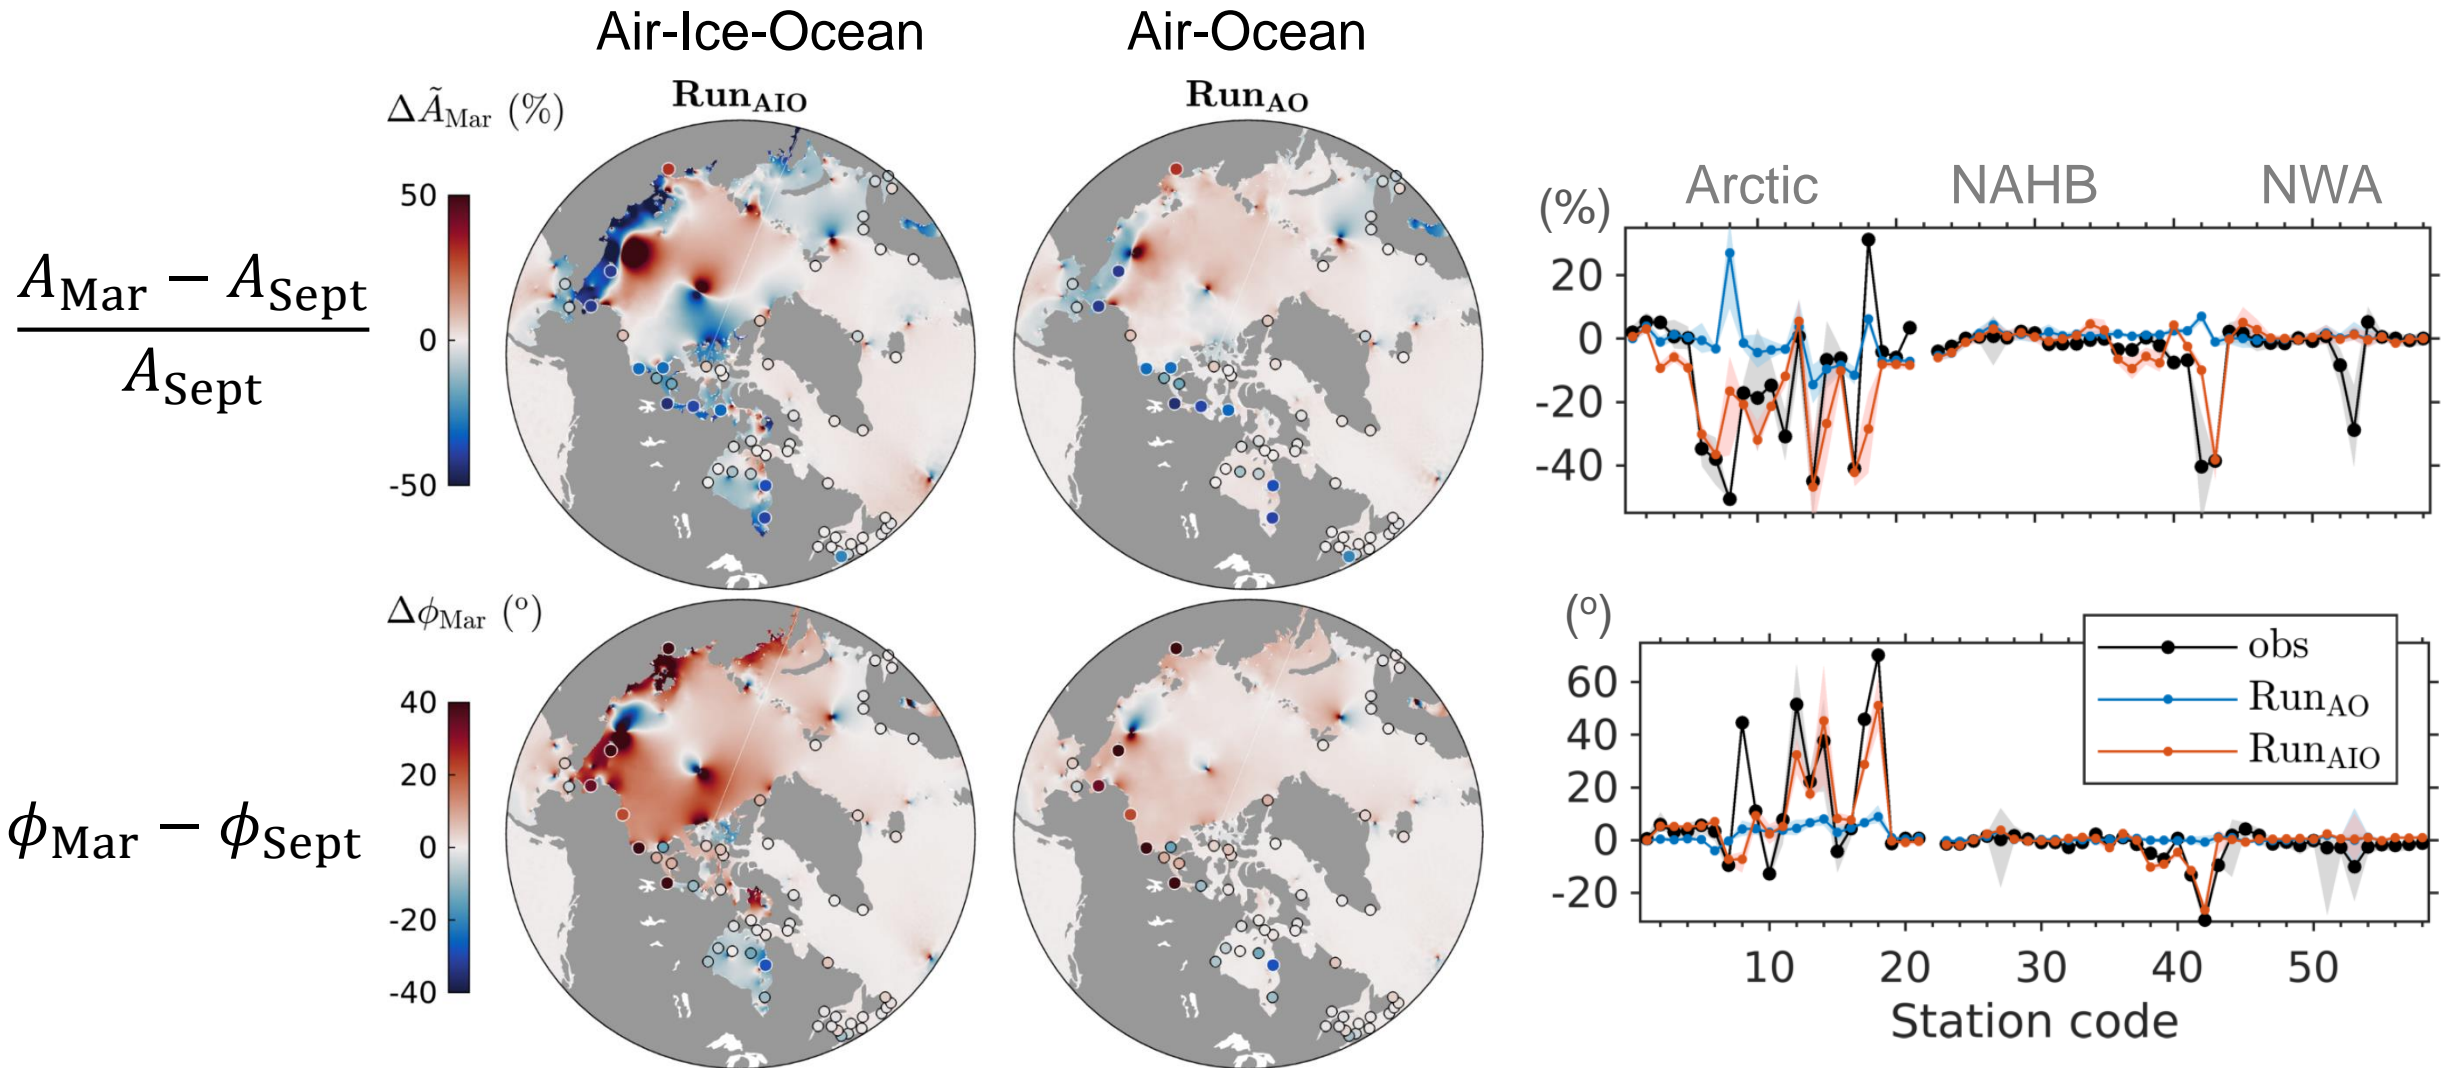 Air-Ice-Ocean
Air-Ocean
Run_AIO
Run_AO
ΔÃ_Mar (%)
50
0
-50
A_Mar − A_Sept
A_Sept
(%)
Arctic
NAHB
NWA
20
0
-20
-40
Δϕ_Mar (°)
40
20
0
-20
-40
ϕ_Mar − ϕ_Sept
(°)
obs
Run_AO
Run_AIO
60
40
20
0
-20
10
20
30
40
50
Station code